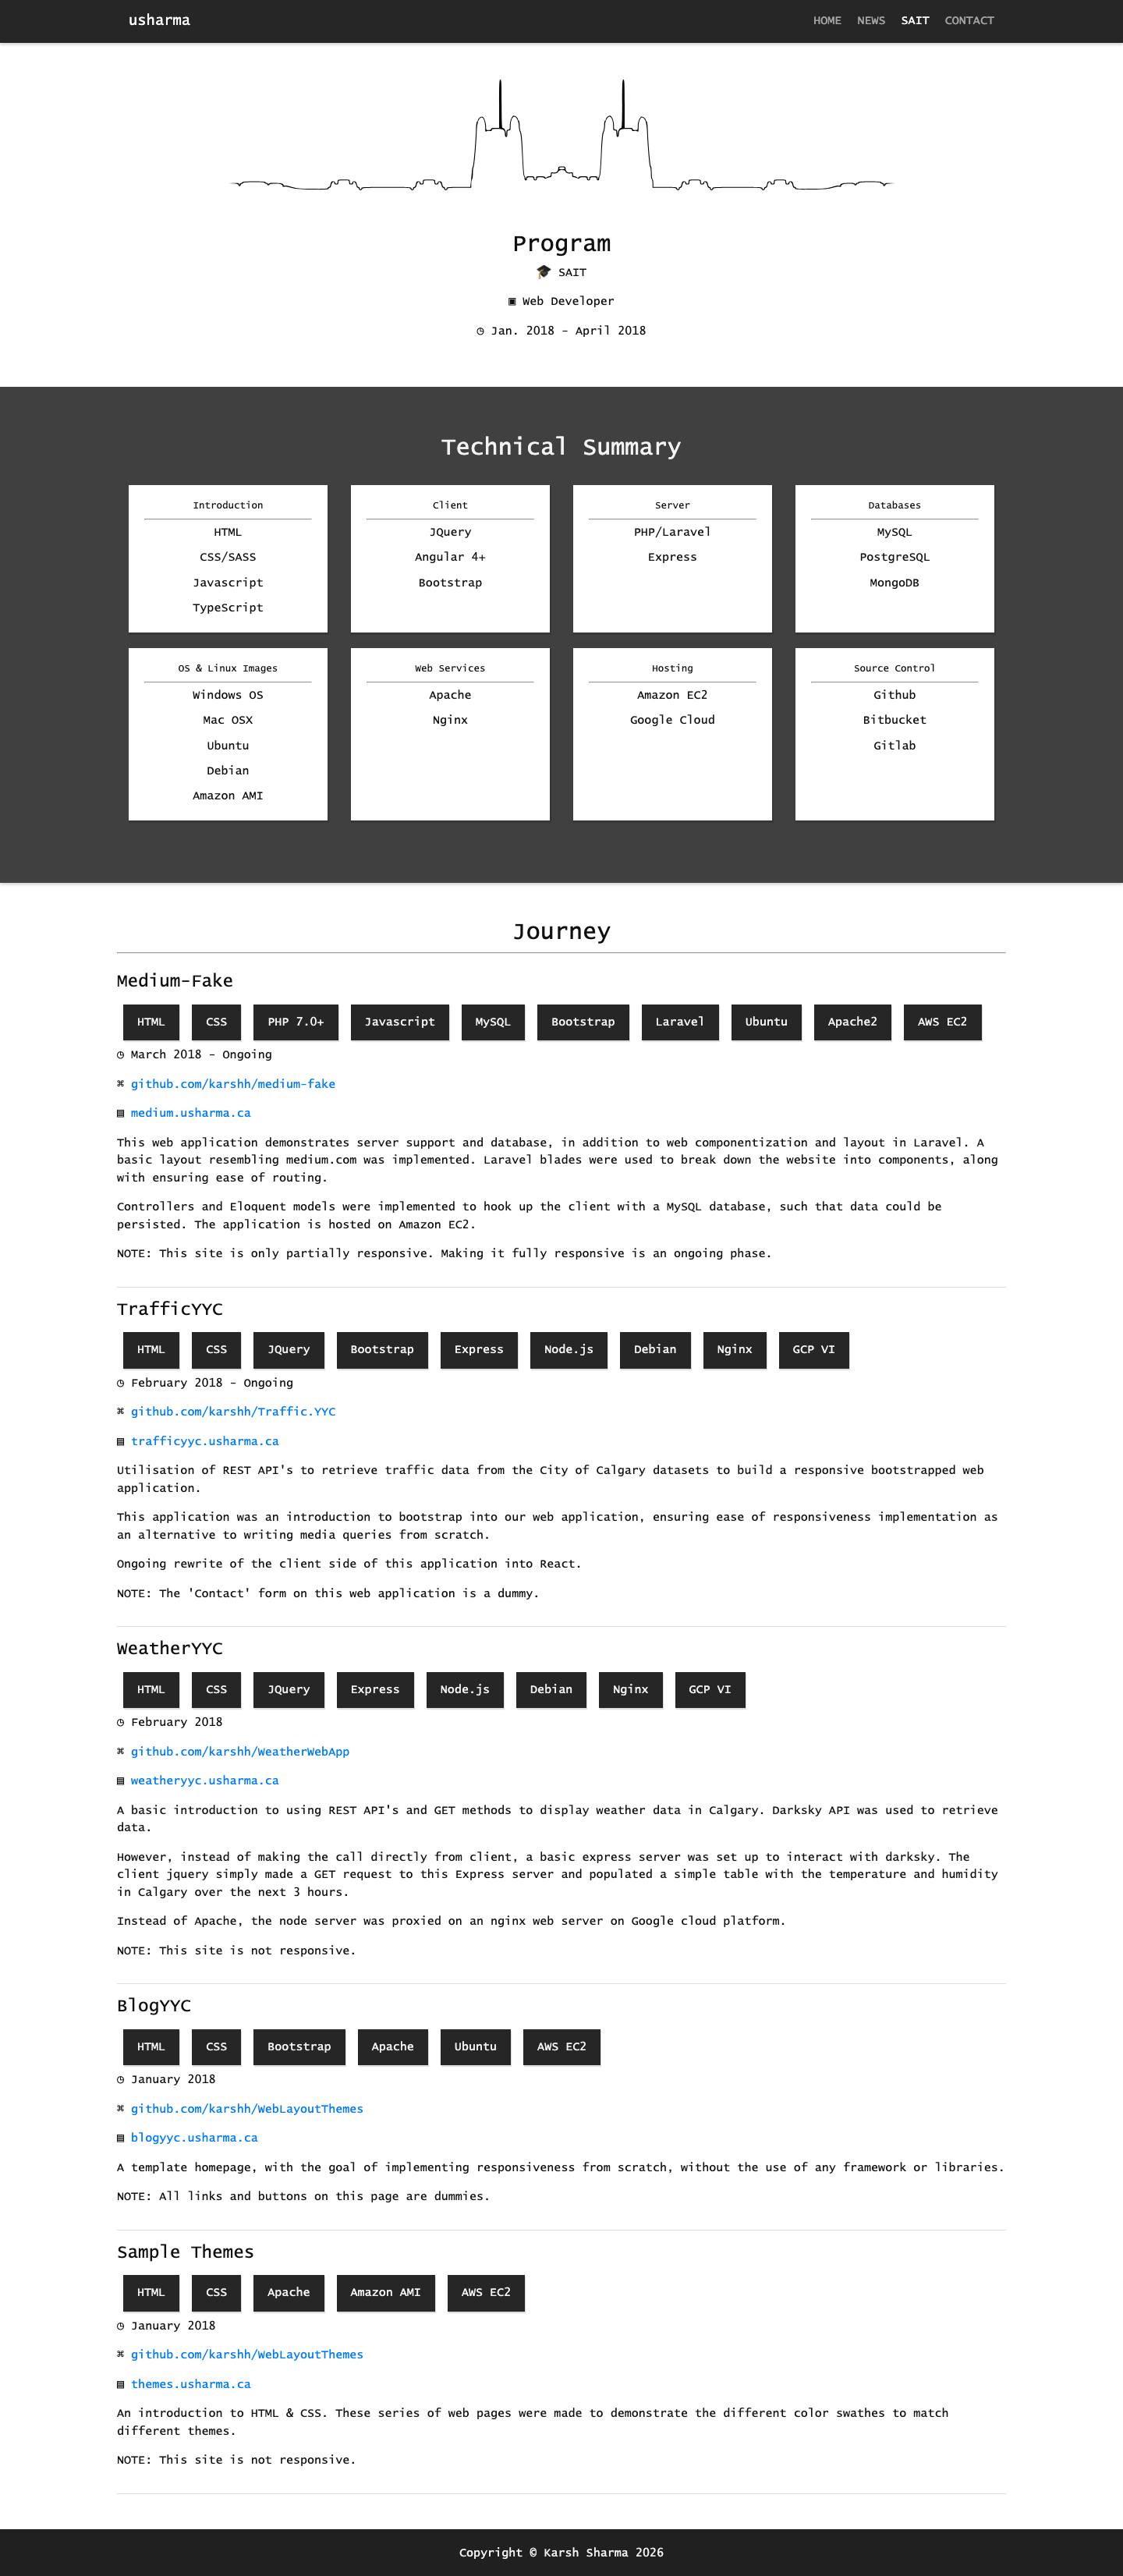 usharma
HOME NEWS SAIT CONTACT
Program
🎓 SAIT
▣ Web Developer
◷ Jan. 2018 - April 2018
Technical Summary
Introduction
HTML
CSS/SASS
Javascript
TypeScript
Client
JQuery
Angular 4+
Bootstrap
Server
PHP/Laravel
Express
Databases
MySQL
PostgreSQL
MongoDB
OS & Linux Images
Windows OS
Mac OSX
Ubuntu
Debian
Amazon AMI
Web Services
Apache
Nginx
Hosting
Amazon EC2
Google Cloud
Source Control
Github
Bitbucket
Gitlab
Journey
Medium-Fake
HTML CSS PHP 7.0+ Javascript MySQL Bootstrap Laravel Ubuntu Apache2 AWS EC2
◷ March 2018 - Ongoing
⌘ github.com/karshh/medium-fake
▤ medium.usharma.ca
This web application demonstrates server support and database, in addition to web componentization and layout in Laravel. A
basic layout resembling medium.com was implemented. Laravel blades were used to break down the website into components, along
with ensuring ease of routing.
Controllers and Eloquent models were implemented to hook up the client with a MySQL database, such that data could be
persisted. The application is hosted on Amazon EC2.
NOTE: This site is only partially responsive. Making it fully responsive is an ongoing phase.
TrafficYYC
HTML CSS JQuery Bootstrap Express Node.js Debian Nginx GCP VI
◷ February 2018 - Ongoing
⌘ github.com/karshh/Traffic.YYC
▤ trafficyyc.usharma.ca
Utilisation of REST API's to retrieve traffic data from the City of Calgary datasets to build a responsive bootstrapped web
application.
This application was an introduction to bootstrap into our web application, ensuring ease of responsiveness implementation as
an alternative to writing media queries from scratch.
Ongoing rewrite of the client side of this application into React.
NOTE: The 'Contact' form on this web application is a dummy.
WeatherYYC
HTML CSS JQuery Express Node.js Debian Nginx GCP VI
◷ February 2018
⌘ github.com/karshh/WeatherWebApp
▤ weatheryyc.usharma.ca
A basic introduction to using REST API's and GET methods to display weather data in Calgary. Darksky API was used to retrieve
data.
However, instead of making the call directly from client, a basic express server was set up to interact with darksky. The
client jquery simply made a GET request to this Express server and populated a simple table with the temperature and humidity
in Calgary over the next 3 hours.
Instead of Apache, the node server was proxied on an nginx web server on Google cloud platform.
NOTE: This site is not responsive.
BlogYYC
HTML CSS Bootstrap Apache Ubuntu AWS EC2
◷ January 2018
⌘ github.com/karshh/WebLayoutThemes
▤ blogyyc.usharma.ca
A template homepage, with the goal of implementing responsiveness from scratch, without the use of any framework or libraries.
NOTE: All links and buttons on this page are dummies.
Sample Themes
HTML CSS Apache Amazon AMI AWS EC2
◷ January 2018
⌘ github.com/karshh/WebLayoutThemes
▤ themes.usharma.ca
An introduction to HTML & CSS. These series of web pages were made to demonstrate the different color swathes to match
different themes.
NOTE: This site is not responsive.
Copyright © Karsh Sharma 2026